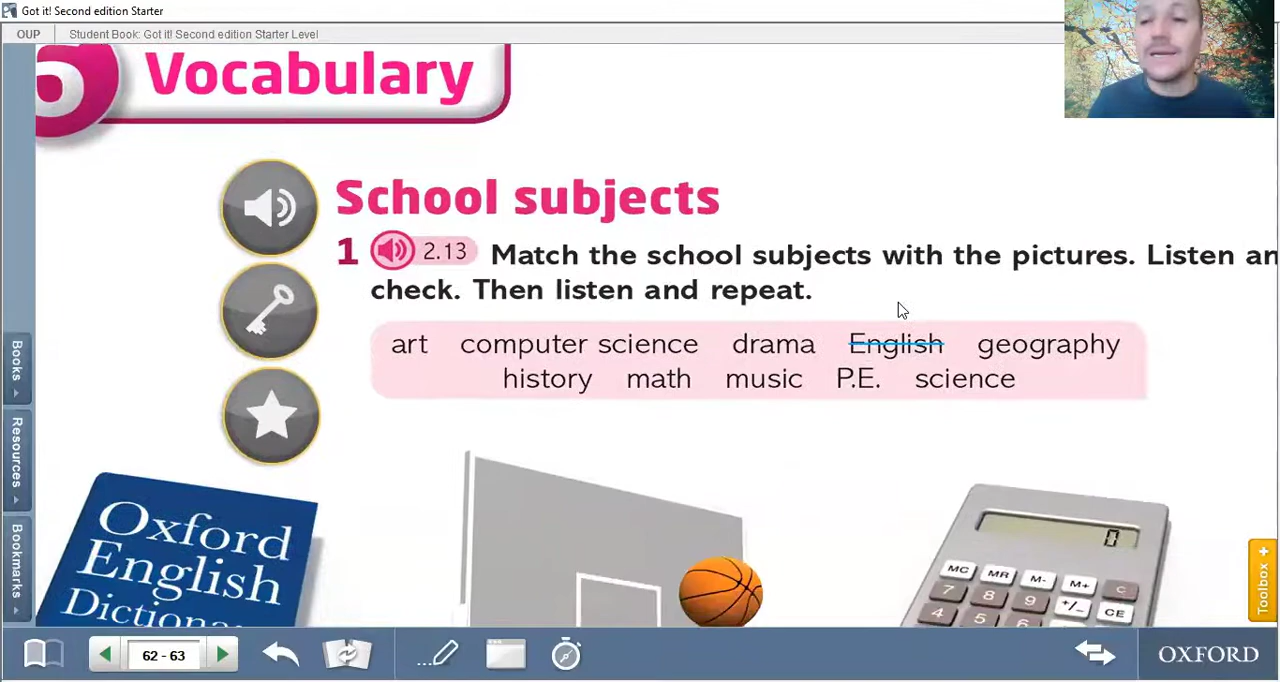 Got it! Second edition Starter
OUP
Student Book: Got it! Second edition Starter Level
6 Vocabulary
School subjects
1 2.13 Match the school subjects with the pictures. Listen an
check. Then listen and repeat.
art computer science drama English geography
history math music P.E. science
Oxford
English
Dictiona
0
MC MR M- M+ C
7 8 9 +/- CE
4 5 6
Books
Resources
Bookmarks
Toolbox +
62 - 63
OXFORD